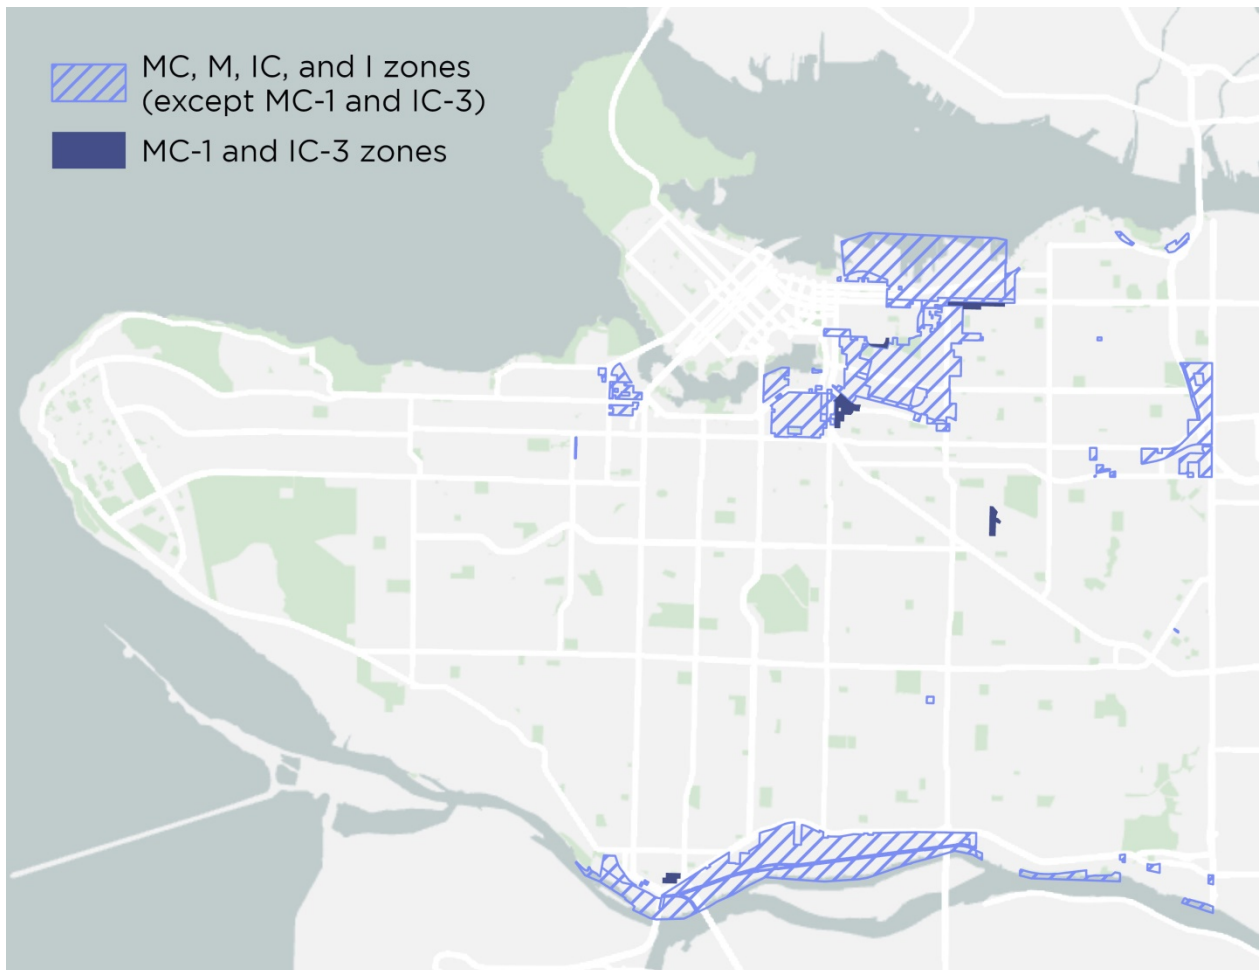 MC, M, IC, and I zones
(except MC-1 and IC-3)
MC-1 and IC-3 zones